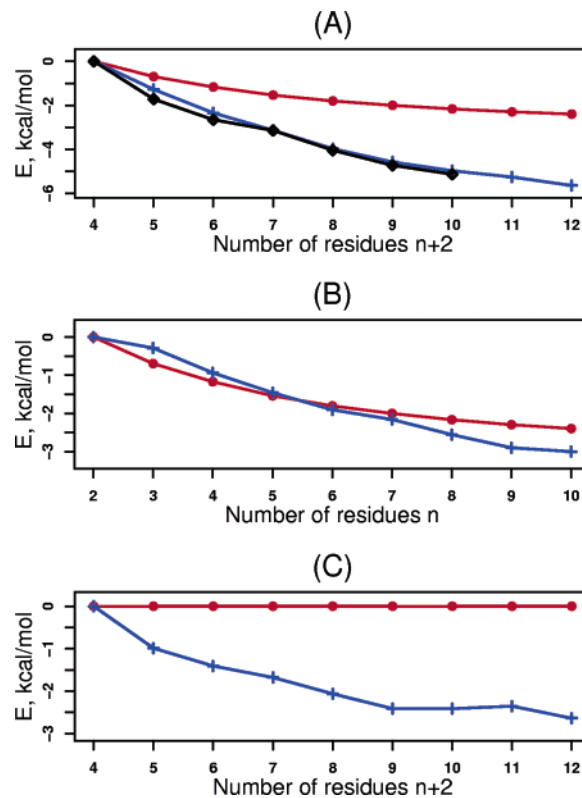 (A)
E, kcal/mol
0
−2
−4
−6
4 5 6 7 8 9 10 11 12
Number of residues n+2
(B)
E, kcal/mol
0
−1
−2
−3
2 3 4 5 6 7 8 9 10
Number of residues n
(C)
E, kcal/mol
0
−1
−2
−3
4 5 6 7 8 9 10 11 12
Number of residues n+2